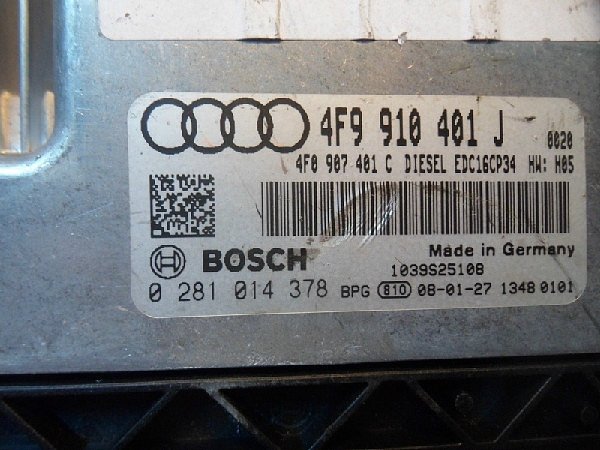 4F9 910 401 J 0020
4F0 907 401 C DIESEL EDC16CP34 HW: H05
BOSCH
Made in Germany
1039S25108
0 281 014 378 BPG 810 08-01-27 1348 0101